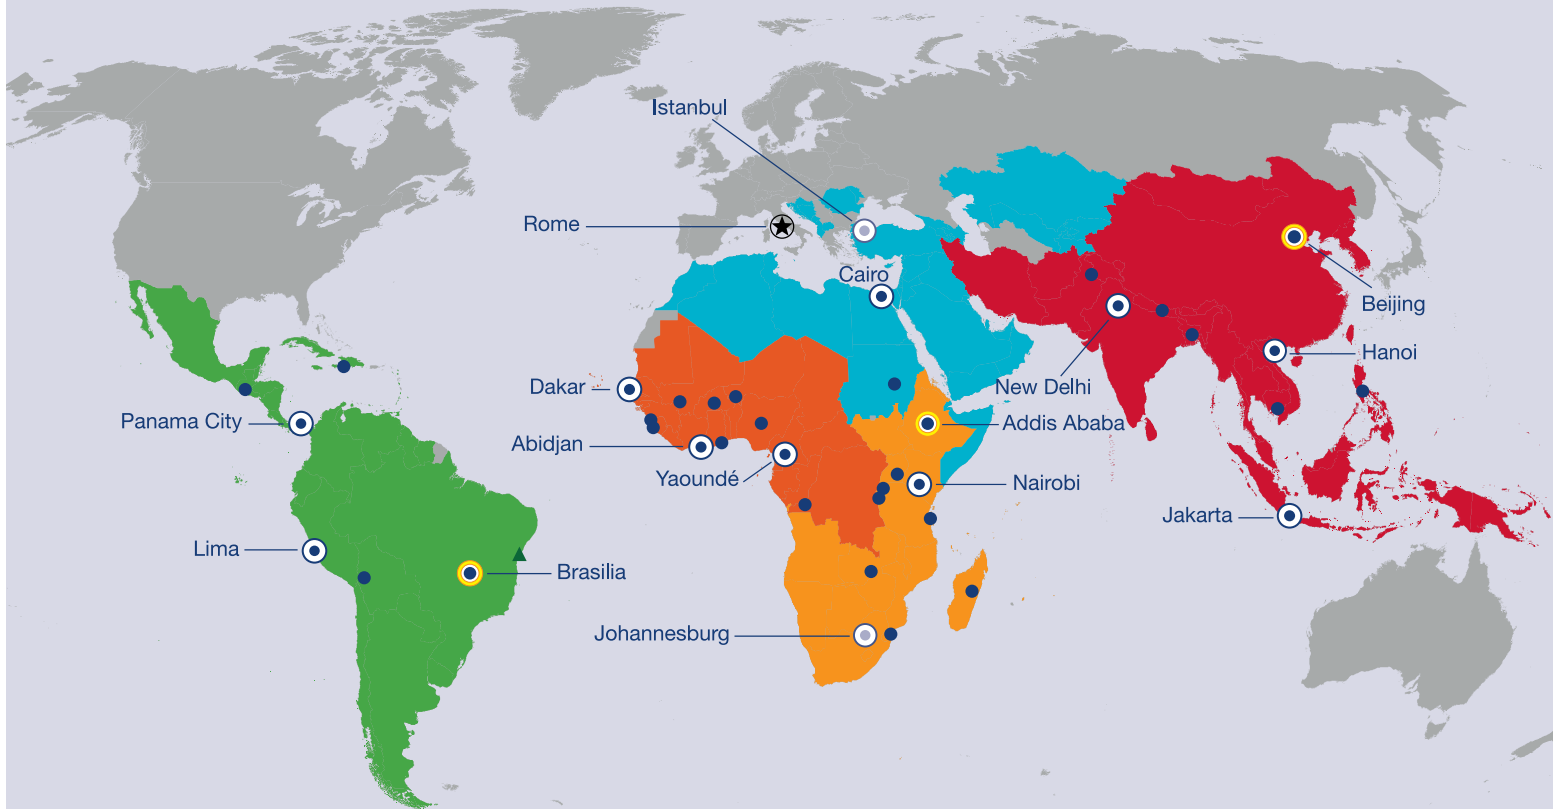 Istanbul
Rome
Cairo
Beijing
Hanoi
New Delhi
Dakar
Panama City
Addis Ababa
Abidjan
Yaoundé
Nairobi
Jakarta
Lima
Brasilia
Johannesburg